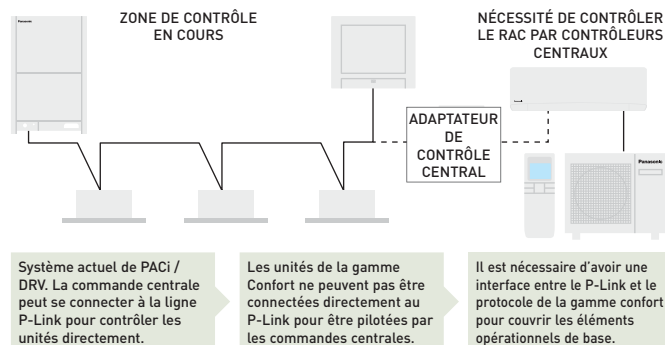 Panasonic
ZONE DE CONTRÔLE
EN COURS
NÉCESSITÉ DE CONTRÔLER
LE RAC PAR CONTRÔLEURS
CENTRAUX
ADAPTATEUR
DE
CONTRÔLE
CENTRAL
Panasonic
Système actuel de PACi /
DRV. La commande centrale
peut se connecter à la ligne
P-Link pour contrôler les
unités directement.
Les unités de la gamme
Confort ne peuvent pas être
connectées directement au
P-Link pour être pilotées par
les commandes centrales.
Il est nécessaire d'avoir une
interface entre le P-Link et le
protocole de la gamme confort
pour couvrir les éléments
opérationnels de base.